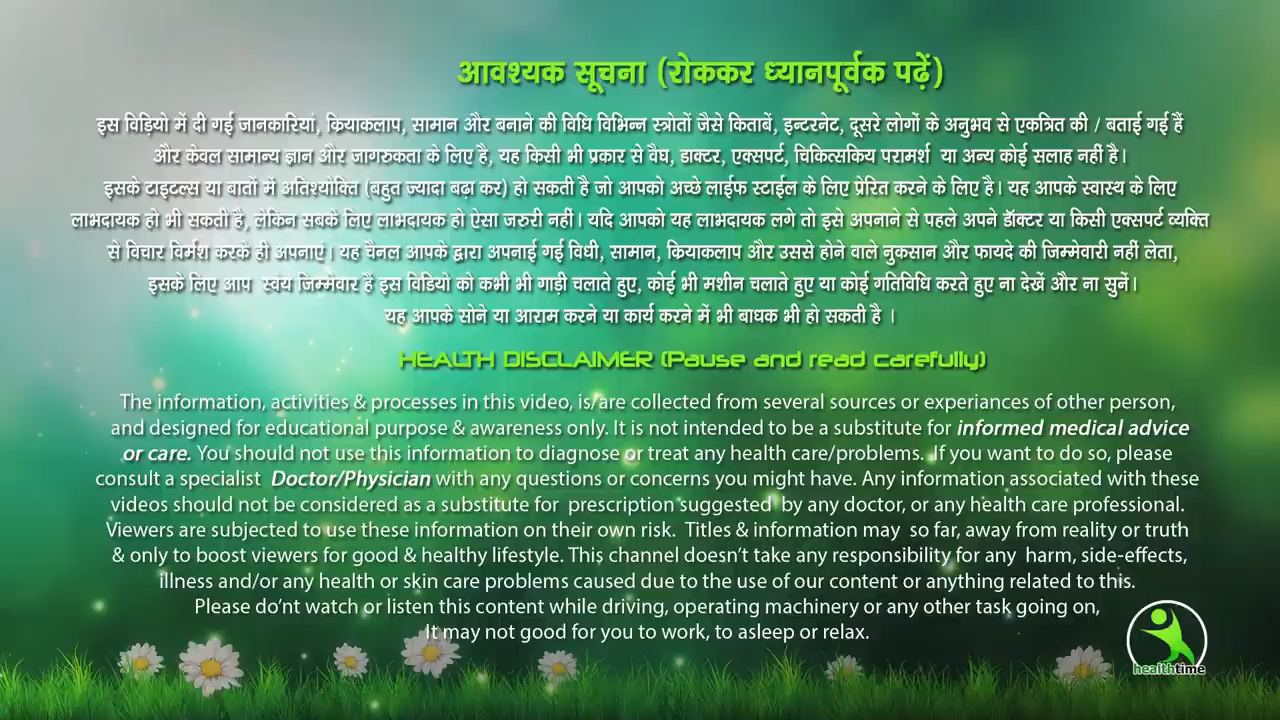 आवश्यक सूचना (रोककर ध्यानपूर्वक पढ़ें)
इस विड़ियो में दी गई जानकारियां, क्रियाकलाप, सामान और बनाने की विधि विभिन्न स्त्रोतों जैसे किताबें, इन्टरनेट, दूसरे लोगों के अनुभव से एकत्रित की / बताई गई हैं
और केवल सामान्य ज्ञान और जागरुकता के लिए है, यह किसी भी प्रकार से वैघ, डाक्टर, एक्सपर्ट, चिकित्सकिय परामर्श या अन्य कोई सलाह नहीं है।
इसके टाइटल्स या बातों में अतिश्योक्ति (बहुत ज्यादा बढ़ा कर) हो सकती है जो आपको अच्छे लाईफ स्टाईल के लिए प्रेरित करने के लिए है। यह आपके स्वास्थ के लिए
लाभदायक हो भी सकती है, लेकिन सबके लिए लाभदायक हो ऐसा जरुरी नहीं। यदि आपको यह लाभदायक लगे तो इसे अपनाने से पहले अपने डॅाक्टर या किसी एक्सपर्ट व्यक्ति
से विचार विर्मश करके ही अपनाएं। यह चैनल आपके द्वारा अपनाई गई विधी, सामान, क्रियाकलाप और उससे होने वाले नुकसान और फायदे की जिम्मेवारी नहीं लेता,
इसके लिए आप स्वंय जिम्मेवार हैं इस विडियो को कभी भी गाड़ी चलाते हुए, कोई भी मशीन चलाते हुए या कोई गतिविधि करते हुए ना देखें और ना सुनें।
यह आपके सोने या आराम करने या कार्य करने में भी बाधक भी हो सकती है ।
HEALTH DISCLAIMER (Pause and read carefully)
The information, activities & processes in this video, is/are collected from several sources or experiances of other person,
and designed for educational purpose & awareness only. It is not intended to be a substitute for informed medical advice
or care. You should not use this information to diagnose or treat any health care/problems. If you want to do so, please
consult a specialist Doctor/Physician with any questions or concerns you might have. Any information associated with these
videos should not be considered as a substitute for prescription suggested by any doctor, or any health care professional.
Viewers are subjected to use these information on their own risk. Titles & information may so far, away from reality or truth
& only to boost viewers for good & healthy lifestyle. This channel doesn't take any responsibility for any harm, side-effects,
illness and/or any health or skin care problems caused due to the use of our content or anything related to this.
Please do'nt watch or listen this content while driving, operating machinery or any other task going on,
It may not good for you to work, to asleep or relax.
healthtime